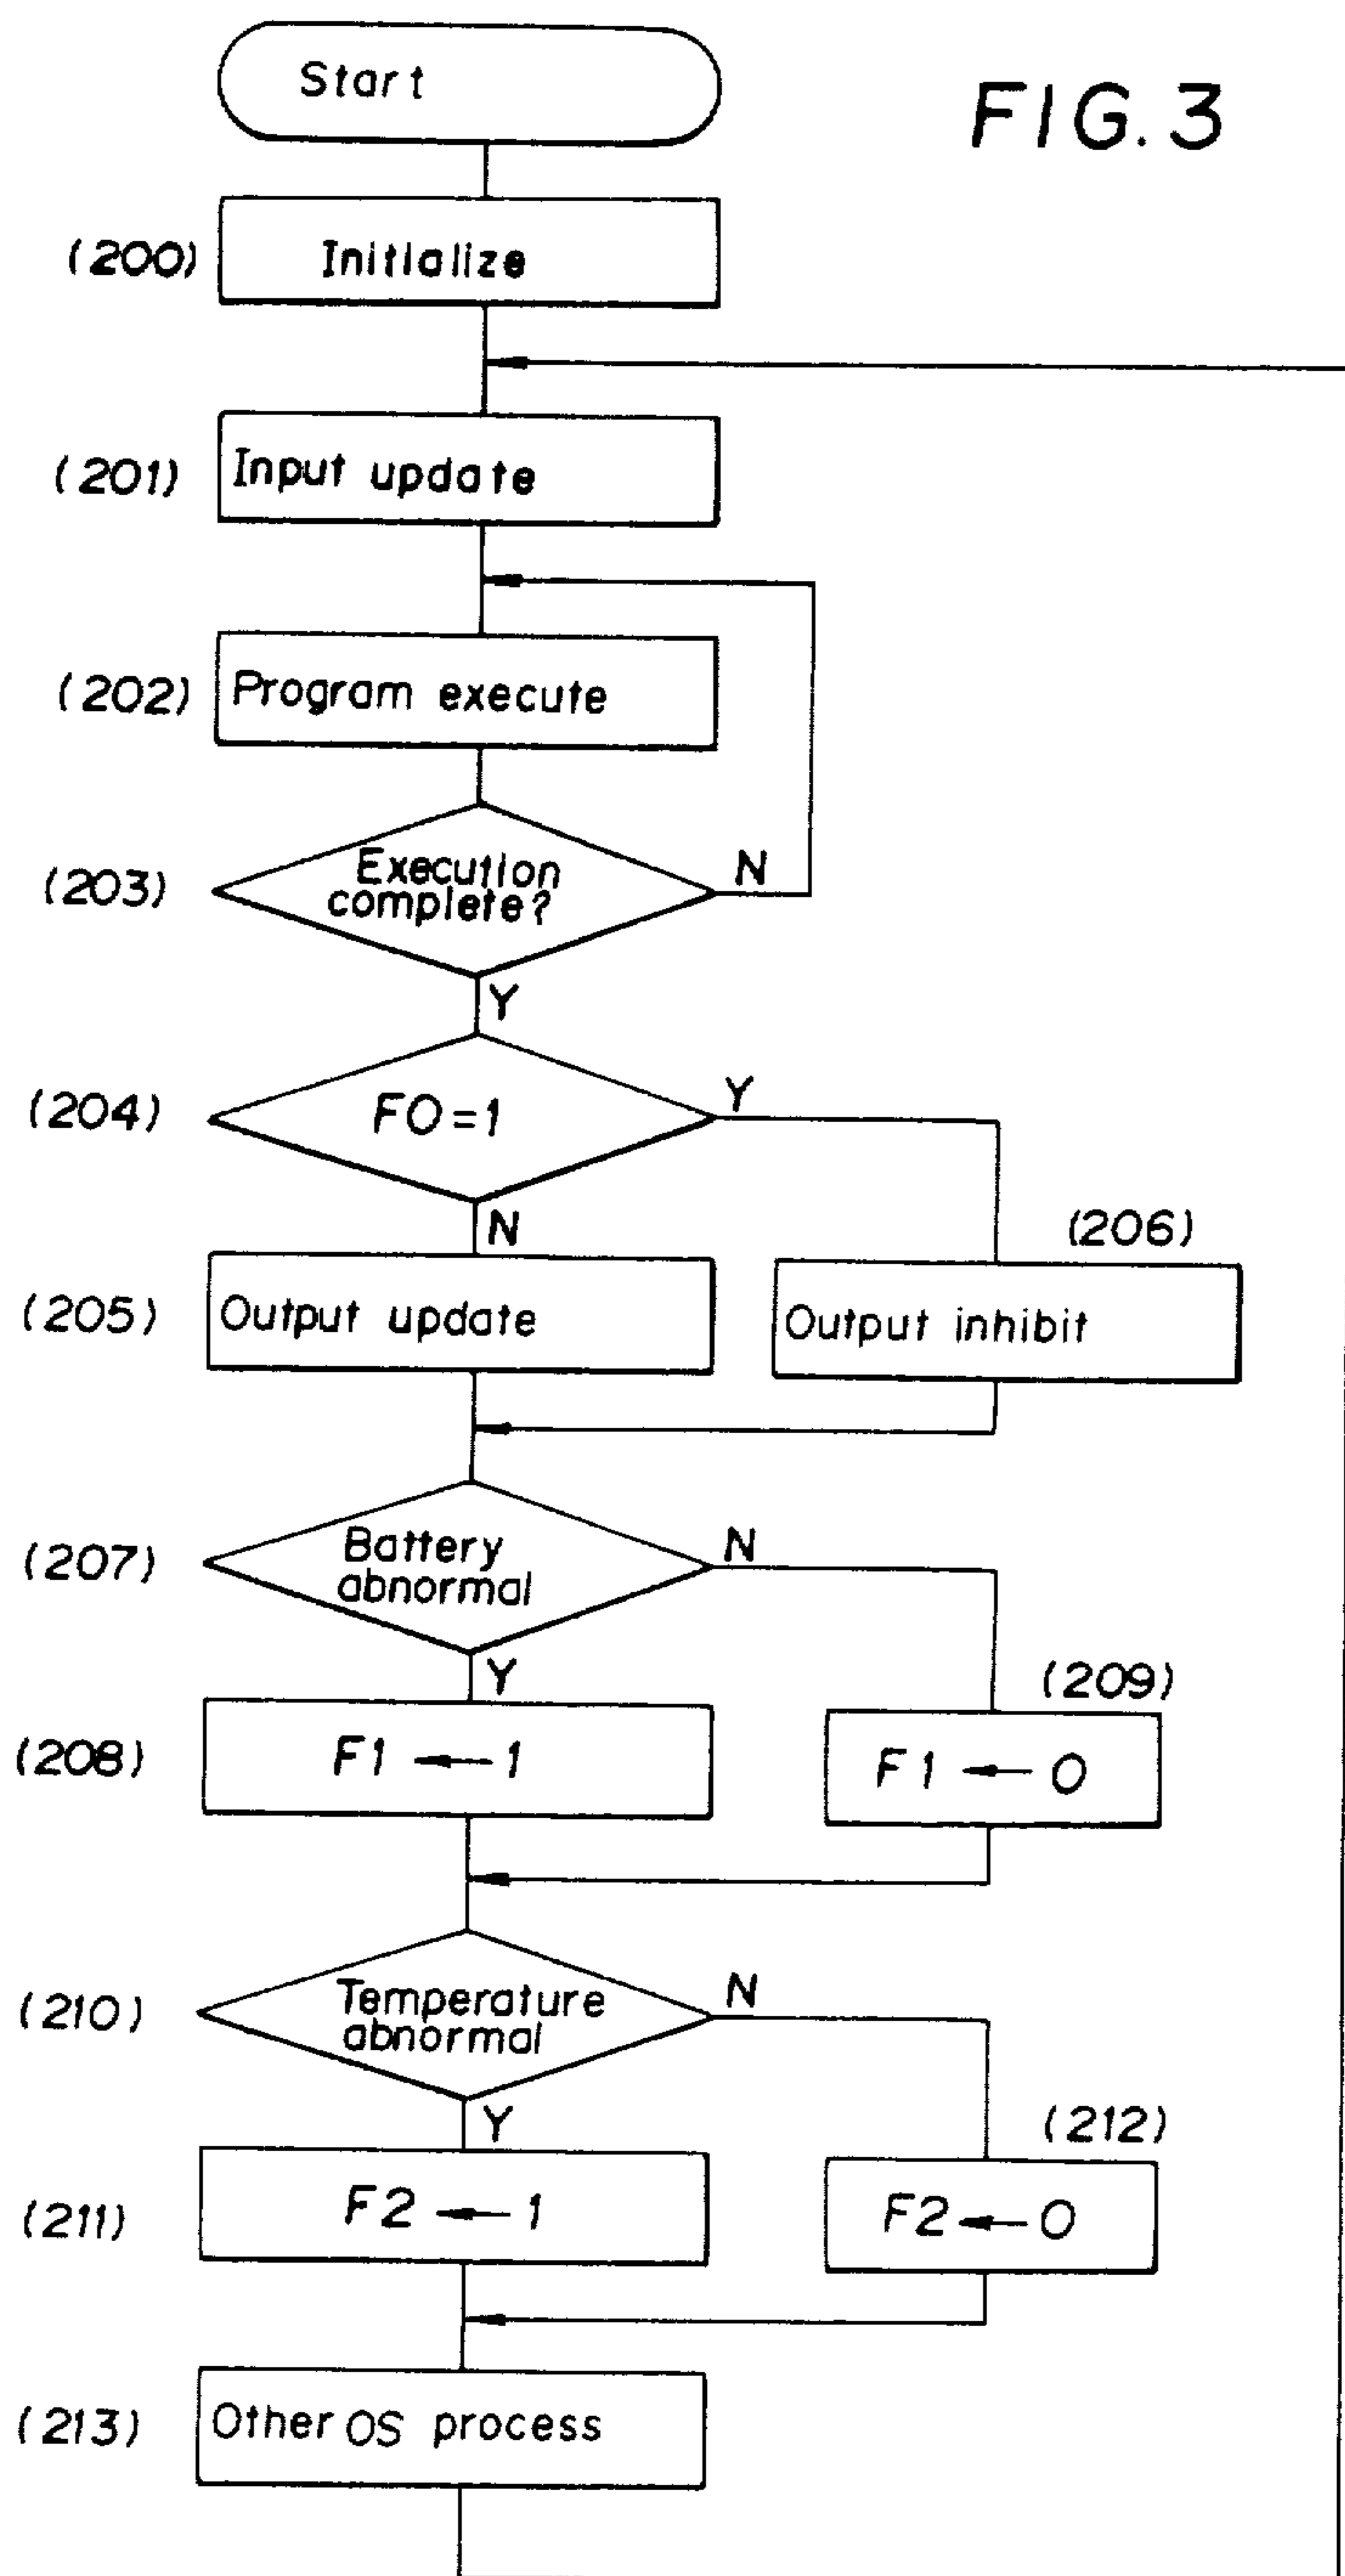 Start
FIG. 3
(200)
Initialize
(201)
Input update
(202)
Program execute
(203)
Execution
complete?
N
Y
(204)
F0=1
Y
N
(206)
(205)
Output update
Output inhibit
(207)
Battery
abnormal
N
Y
(209)
(208)
F1 ← 1
F1 ← 0
(210)
Temperature
abnormal
N
Y
(212)
(211)
F2 ← 1
F2 ← 0
(213)
Other OS process